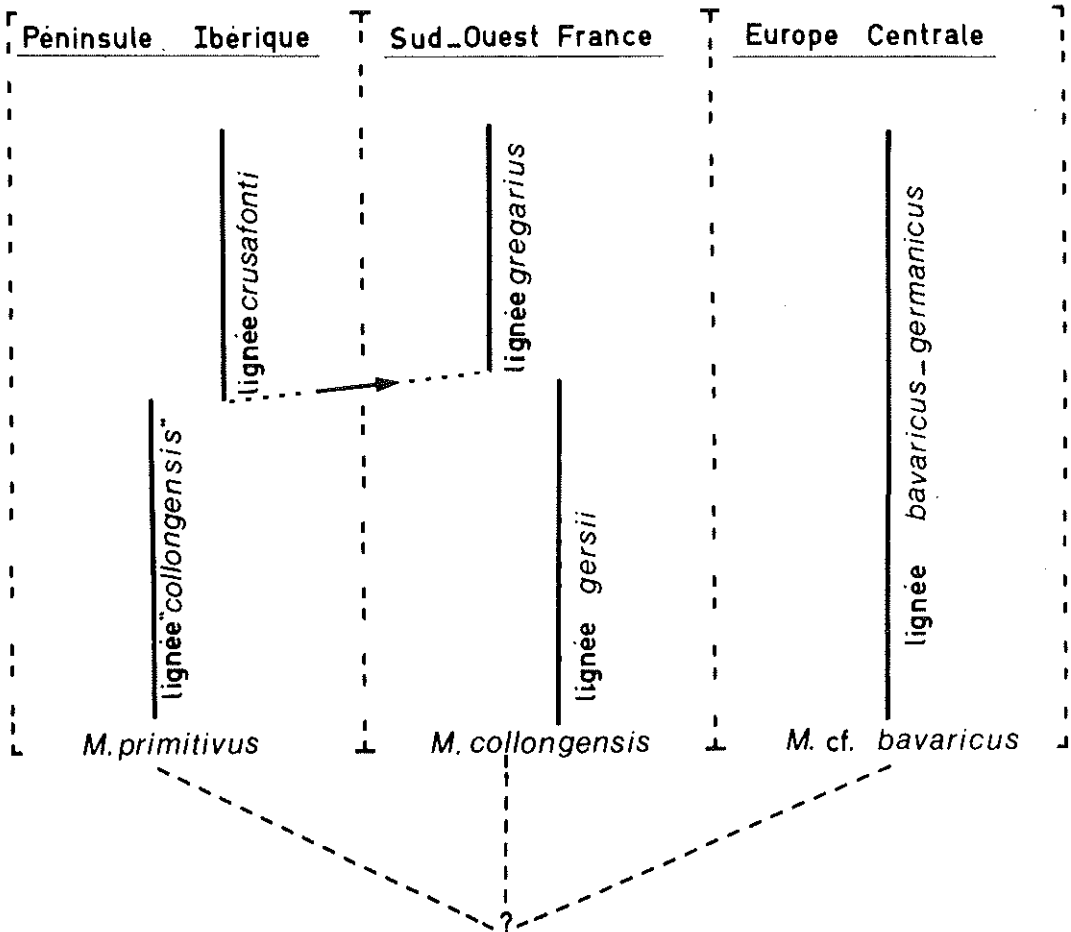 Péninsule Ibérique
Sud-Ouest France
Europe Centrale
lignée crusafonti
lignée gregarius
lignée "collongensis"
lignée gersii
lignée bavaricus-germanicus
M. primitivus
M. collongensis
M. cf. bavaricus
?